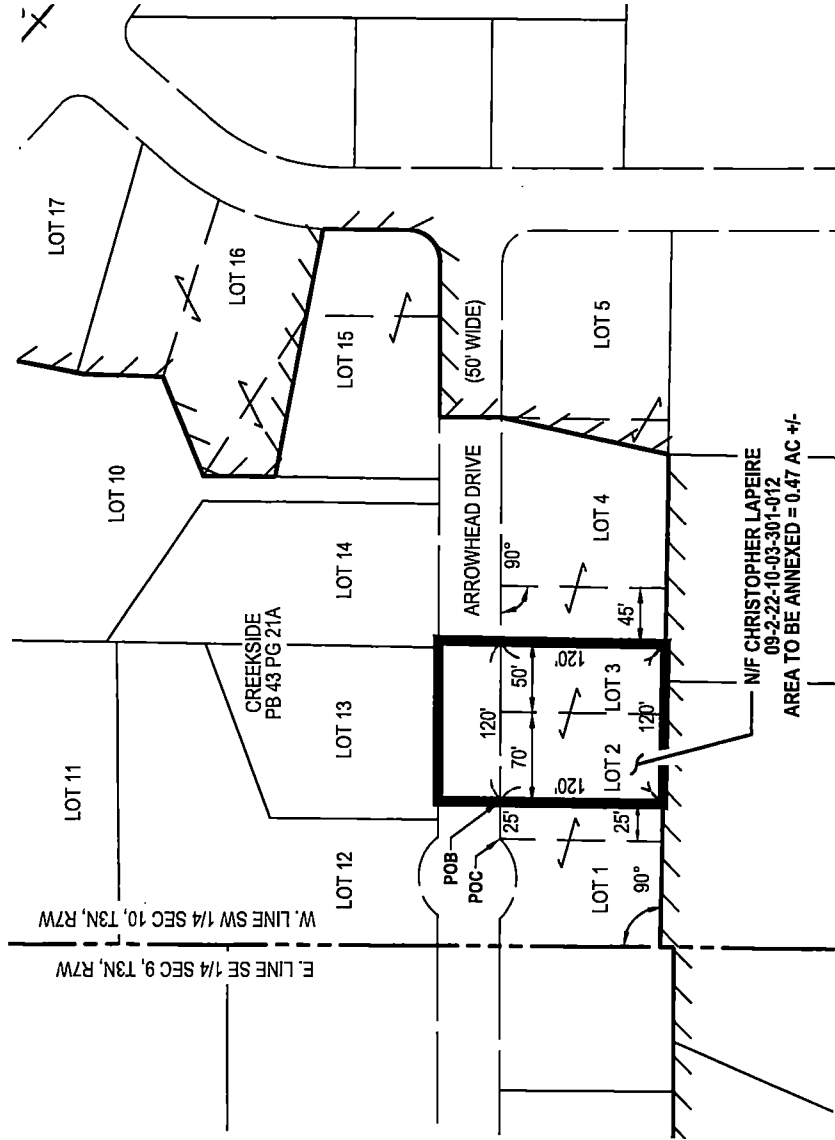 LOT 17
LOT 16
LOT 15
LOT 10
LOT 14
LOT 11
LOT 13
LOT 12
CREEKSIDE
PB 43 PG 21A
W. LINE SW 1/4 SEC 10, T3N, R7W
E. LINE SE 1/4 SEC 9, T3N, R7W
(50' WIDE)
ARROWHEAD DRIVE
LOT 5
LOT 4
90°
45'
50'
120'
LOT 3
120'
70'
120'
LOT 2
120'
POB
POC
25'
25'
LOT 1
90°
N/F CHRISTOPHER LAPEIRE
09-2-22-10-03-301-012
AREA TO BE ANNEXED = 0.47 AC +/-